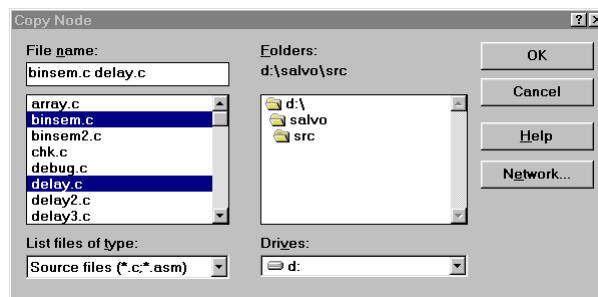 Copy Node
File name:
binsem.c delay.c
array.c
binsem.c
binsem2.c
chk.c
debug.c
delay.c
delay2.c
delay3.c
List files of type:
Source files (*.c;*.asm)
Folders:
d:\salvo\src
d:\
salvo
src
Drives:
d:
OK
Cancel
Help
Network...